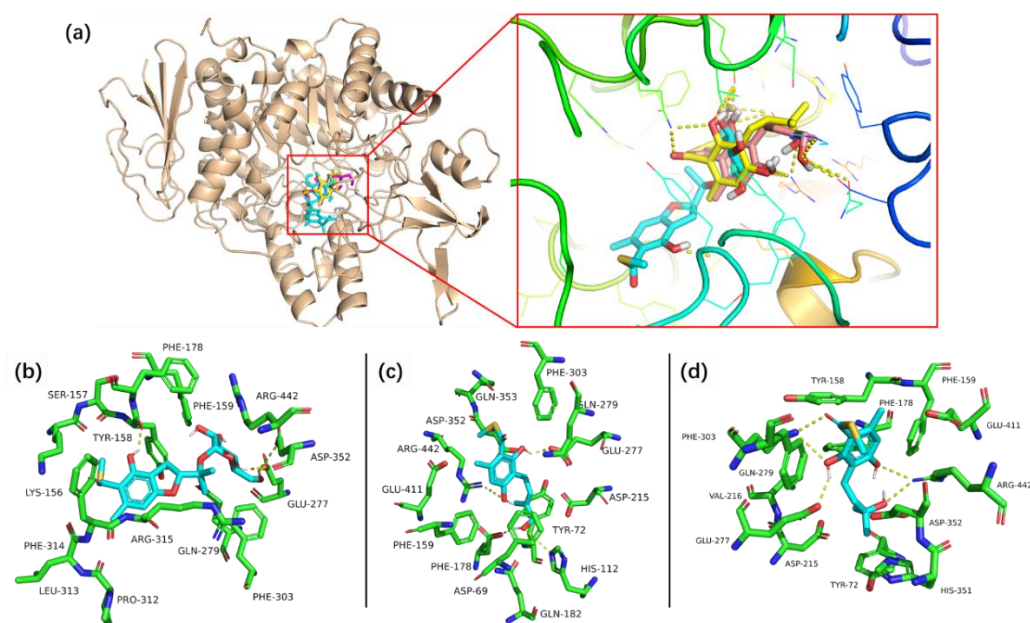 (a)
(b)
PHE-178
SER-157
PHE-159
ARG-442
TYR-158
ASP-352
LYS-156
GLU-277
ARG-315
GLN-279
PHE-314
LEU-313
PRO-312
PHE-303
(c)
PHE-303
GLN-353
GLN-279
ASP-352
GLU-277
ARG-442
GLU-411
ASP-215
PHE-159
TYR-72
PHE-178
HIS-112
ASP-69
GLN-182
(d)
TYR-158
PHE-159
PHE-178
GLU-411
PHE-303
GLN-279
ARG-442
VAL-216
ASP-352
GLU-277
ASP-215
TYR-72
HIS-351